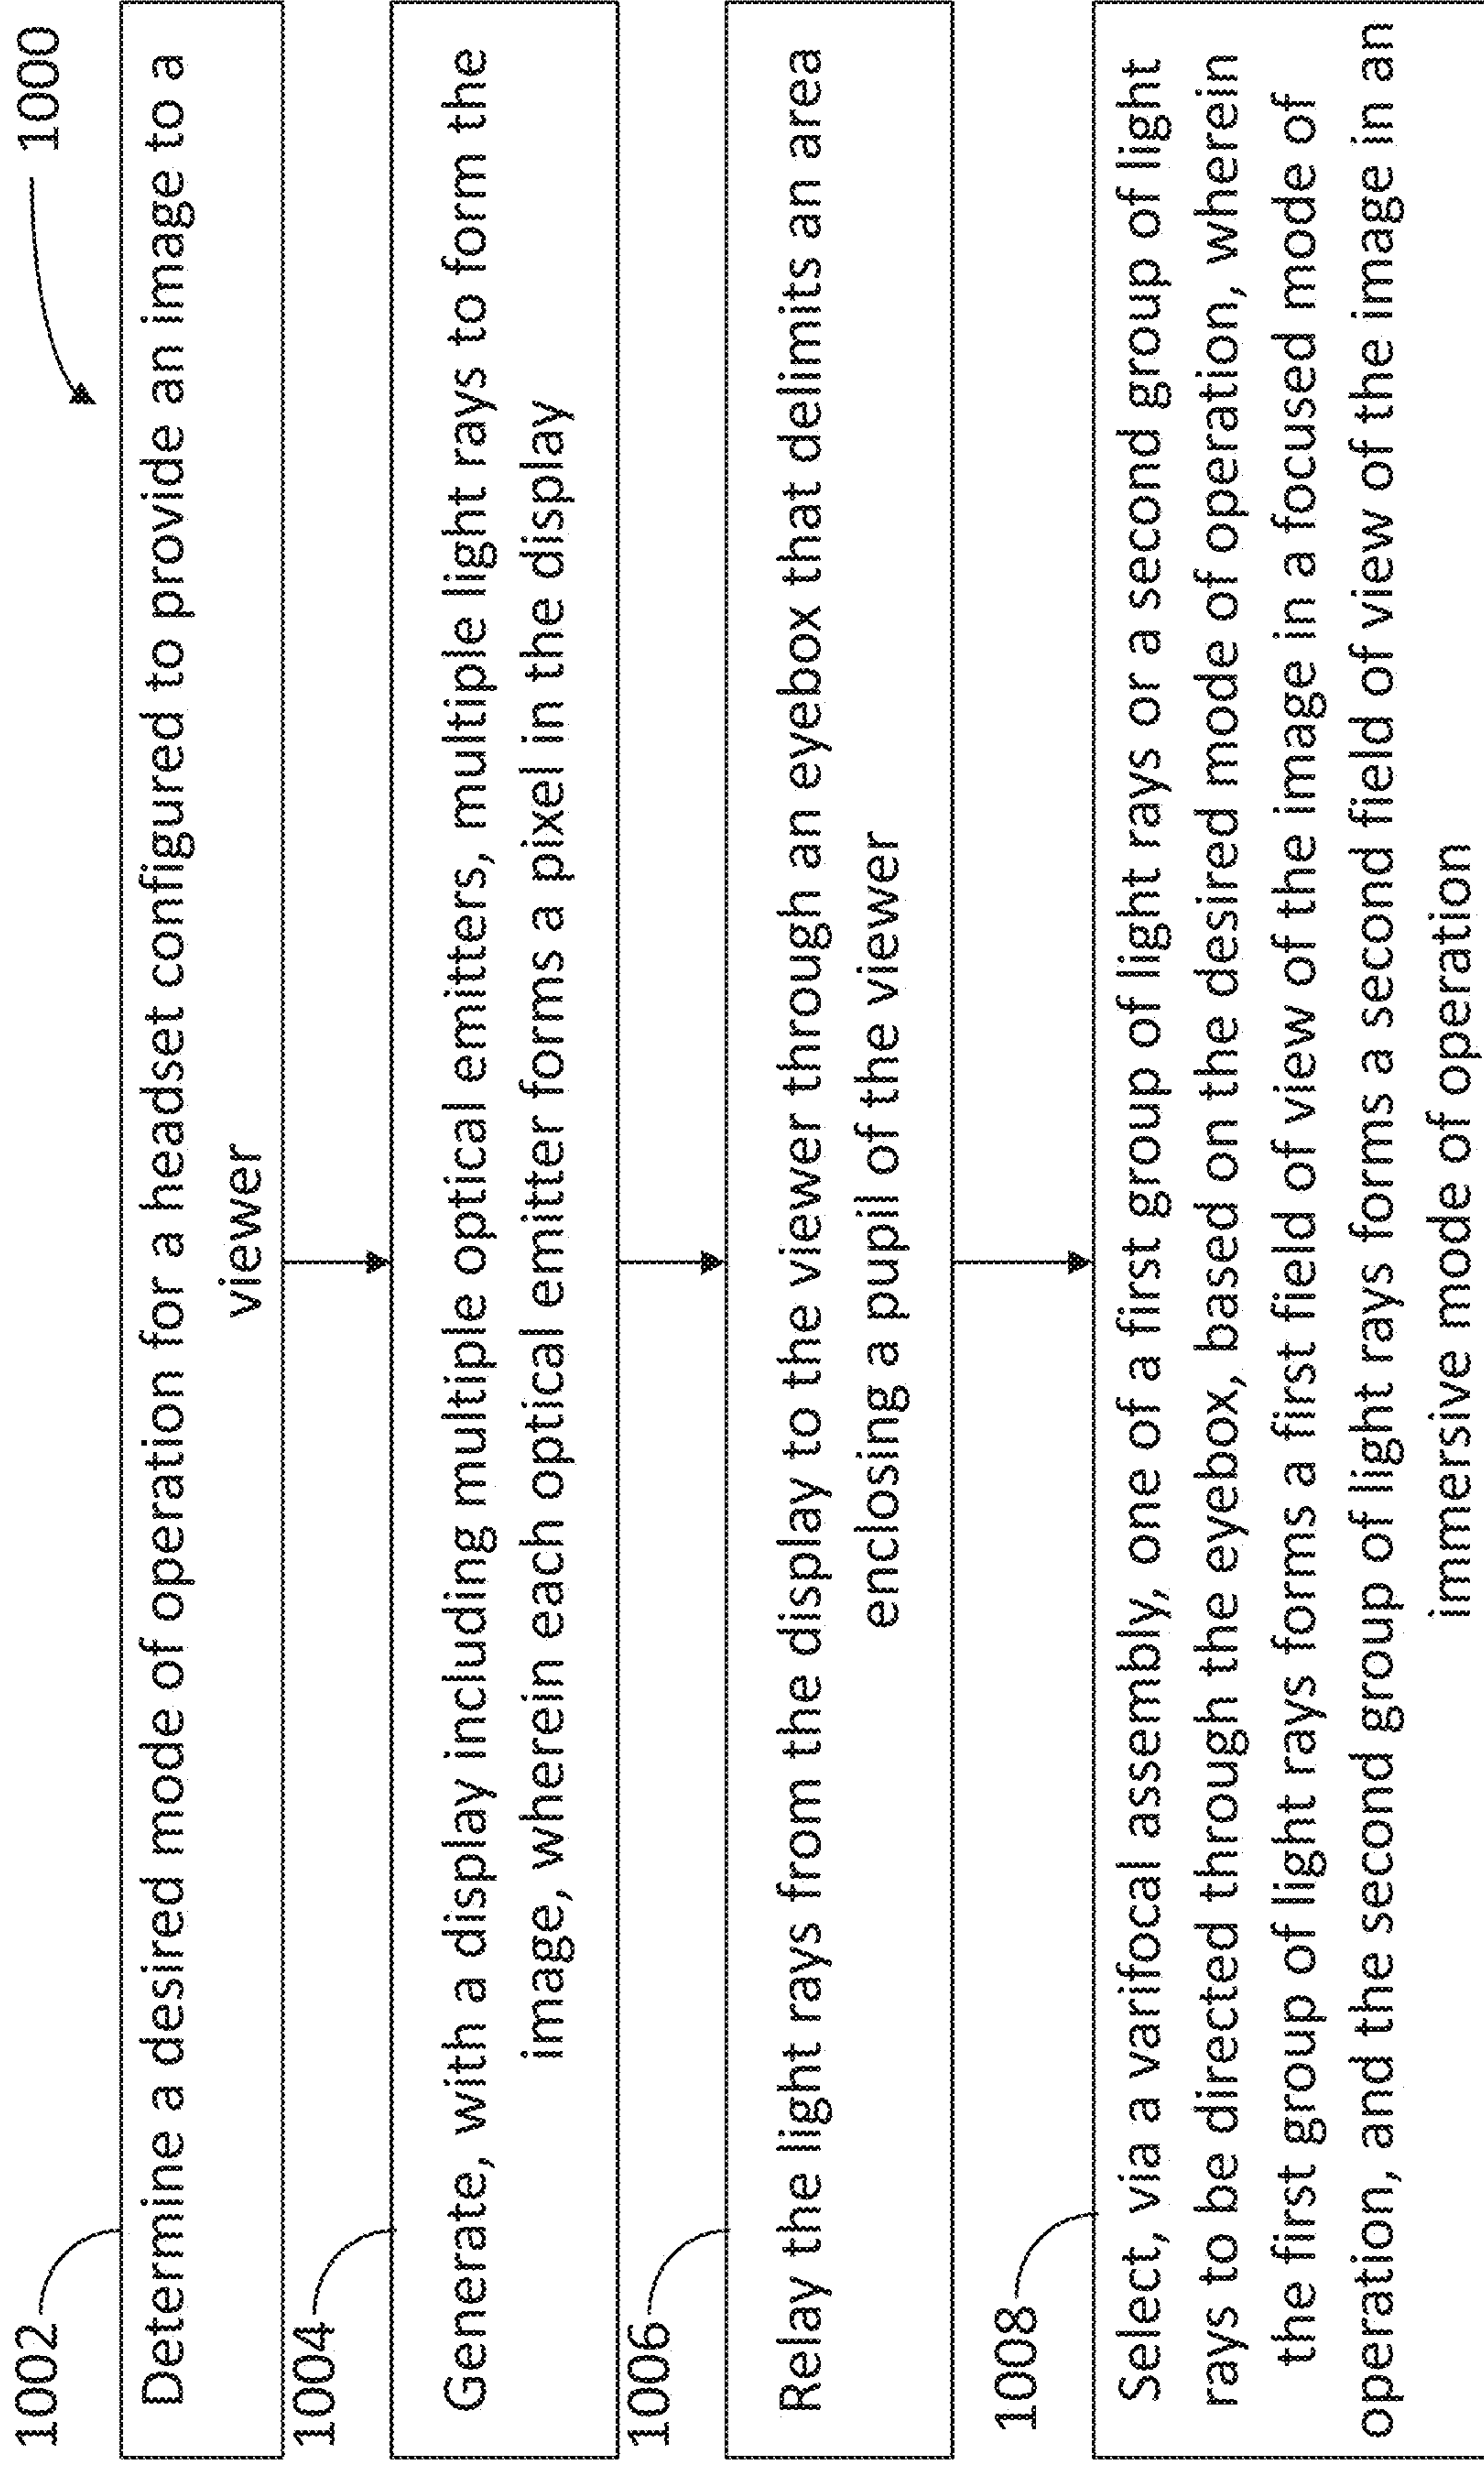 1000
1002
Determine a desired mode of operation for a headset configured to provide an image to a
viewer
1004
Generate, with a display including multiple optical emitters, multiple light rays to form the
image, wherein each optical emitter forms a pixel in the display
1006
Relay the light rays from the display to the viewer through an eyebox that delimits an area
enclosing a pupil of the viewer
1008
Select, via a varifocal assembly, one of a first group of light rays or a second group of light
rays to be directed through the eyebox, based on the desired mode of operation, wherein
the first group of light rays forms a first field of view of the image in a focused mode of
operation, and the second group of light rays forms a second field of view of the image in an
immersive mode of operation